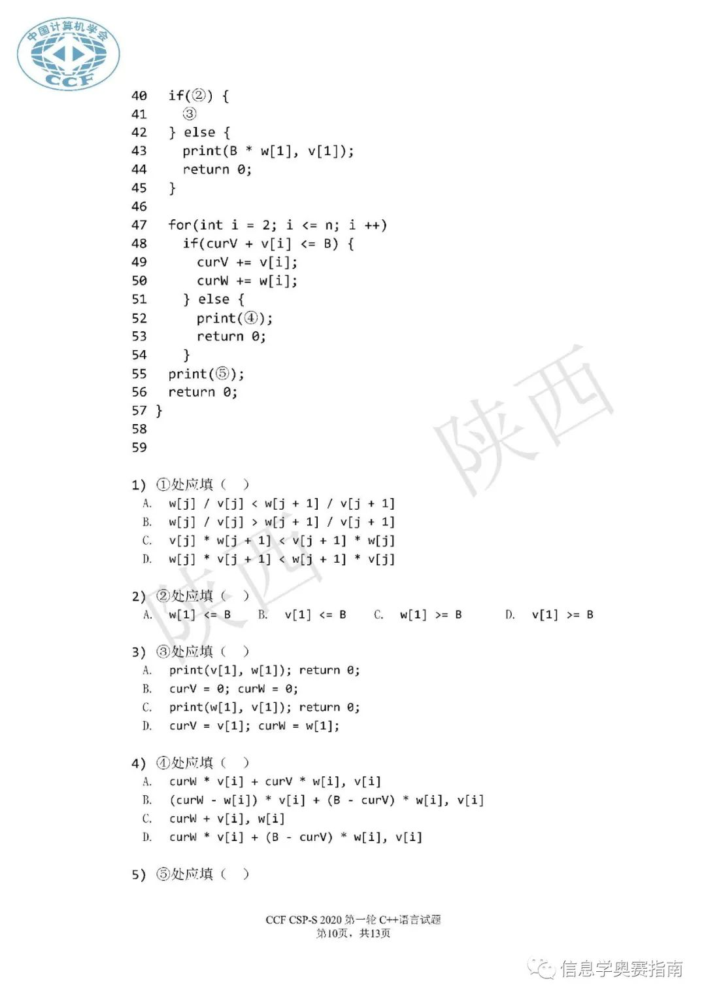 中国计算机学会
CCF
40 if(②) {
41 ③
42 } else {
43 print(B * w[1], v[1]);
44 return 0;
45 }
46
47 for(int i = 2; i <= n; i ++)
48 if(curV + v[i] <= B) {
49 curV += v[i];
50 curW += w[i];
51 } else {
52 print(④);
53 return 0;
54 }
55 print(⑤);
56 return 0;
57 }
58
59
1) ①处应填（ ）
A. w[j] / v[j] < w[j + 1] / v[j + 1]
B. w[j] / v[j] > w[j + 1] / v[j + 1]
C. v[j] * w[j + 1] < v[j + 1] * w[j]
D. w[j] * v[j + 1] < w[j + 1] * v[j]
2) ②处应填（ ）
A. w[1] <= B B. v[1] <= B C. w[1] >= B D. v[1] >= B
3) ③处应填（ ）
A. print(v[1], w[1]); return 0;
B. curV = 0; curW = 0;
C. print(w[1], v[1]); return 0;
D. curV = v[1]; curW = w[1];
4) ④处应填（ ）
A. curW * v[i] + curV * w[i], v[i]
B. (curW - w[i]) * v[i] + (B - curV) * w[i], v[i]
C. curW + v[i], w[i]
D. curW * v[i] + (B - curV) * w[i], v[i]
5) ⑤处应填（ ）
陕西
陕西
CCF CSP-S 2020 第一轮 C++语言试题
第10页，共13页
信息学奥赛指南